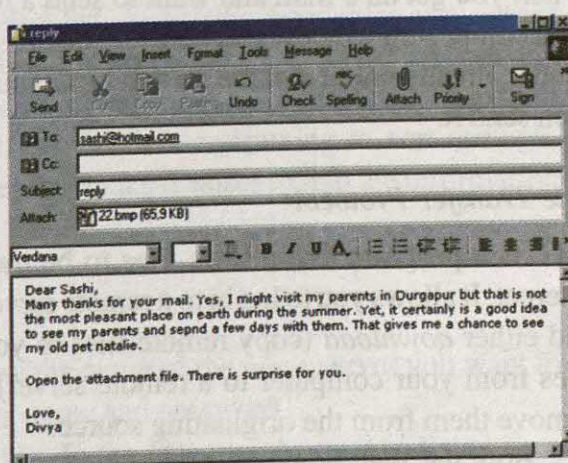 reply
File Edit View Insert Format Tools Message Help
Send Cut Copy Paste Undo Check Spelling Attach Priority Sign
To: sashi@hotmail.com
Cc:
Subject: reply
Attach: 22.bmp (65.9 KB)
Verdana B I U A
Dear Sashi,
Many thanks for your mail. Yes, I might visit my parents in Durgapur but that is not
the most pleasant place on earth during the summer. Yet, it certainly is a good idea
to see my parents and sepnd a few days with them. That gives me a chance to see
my old pet natalie.
Open the attachment file. There is surprise for you.
Love,
Divya